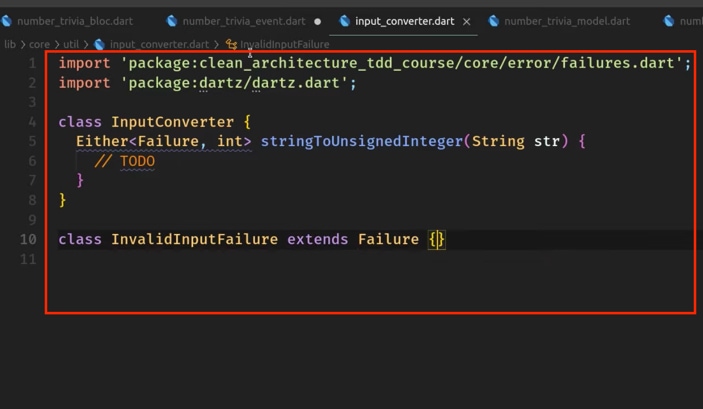 number_trivia_bloc.dart number_trivia_event.dart input_converter.dart number_trivia_model.dart
lib > core > util > input_converter.dart > InvalidInputFailure
1 import 'package:clean_architecture_tdd_course/core/error/failures.dart';
2 import 'package:dartz/dartz.dart';
3
4 class InputConverter {
5 Either<Failure, int> stringToUnsignedInteger(String str) {
6 // TODO
7 }
8 }
9
10 class InvalidInputFailure extends Failure {}
11